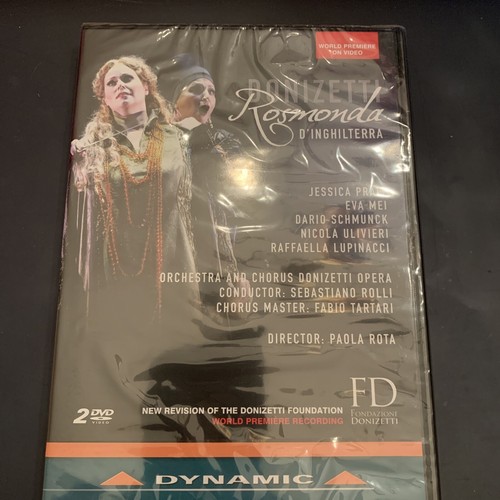 WORLD PREMIERE
ON VIDEO
DONIZETTI
Rosmonda
D'INGHILTERRA
JESSICA
EVA MEI
DARIO SCHMUNCK
NICOLA ULIVIERI
RAFFAELLA LUPINACCI
ORCHESTRA AND CHORUS DONIZETTI OPERA
CONDUCTOR: SEBASTIANO ROLLI
CHORUS MASTER: FABIO TARTARI
DIRECTOR: PAOLA ROTA
2 DVD
VIDEO
NEW REVISION OF THE DONIZETTI FOUNDATION
WORLD PREMIERE RECORDING
FD
FONDAZIONE
DONIZETTI
DYNAMIC